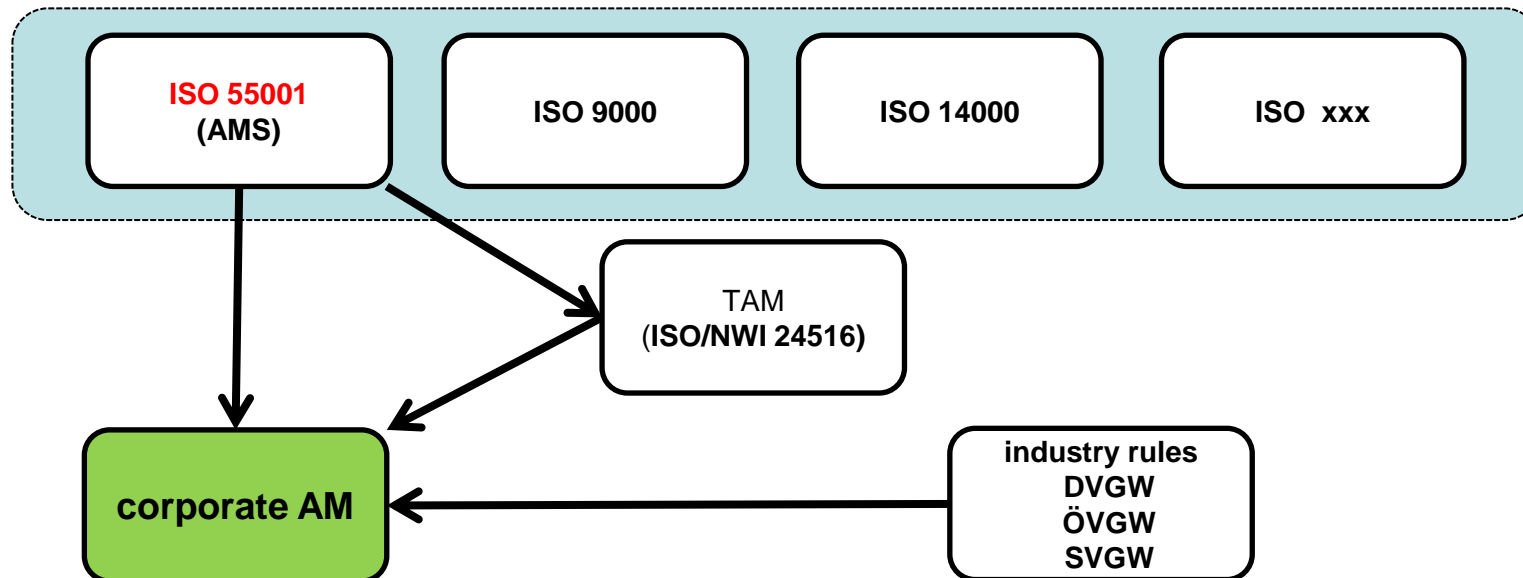 ISO 55001
(AMS)
ISO 9000
ISO 14000
ISO xxx
TAM
(ISO/NWI 24516)
corporate AM
industry rules
DVGW
ÖVGW
SVGW